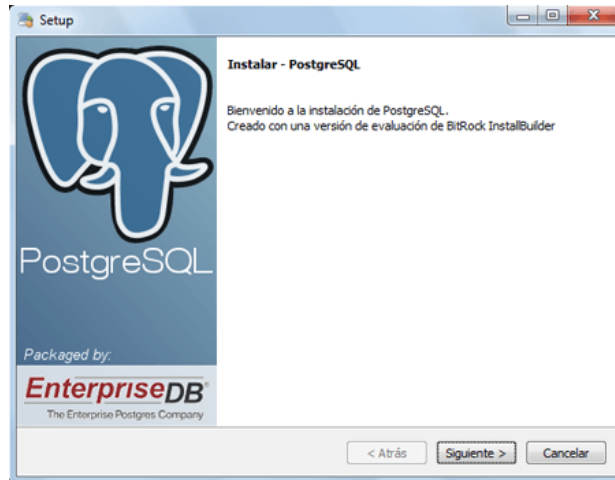 Setup
Instalar - PostgreSQL
Bienvenido a la instalación de PostgreSQL.
Creado con una versión de evaluación de BitRock InstallBuilder
PostgreSQL
Packaged by:
EnterpriseDB
The Enterprise Postgres Company
< Atrás
Siguiente >
Cancelar